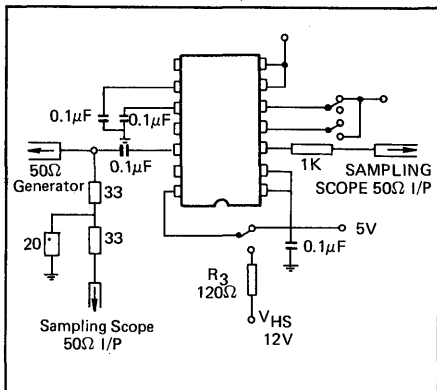 0.1μF
0.1μF
0.1μF
50Ω
Generator
33
33
20
Sampling Scope
50Ω I/P
1K
SAMPLING
SCOPE 50Ω I/P
5V
0.1μF
R3
120Ω
VHS
12V